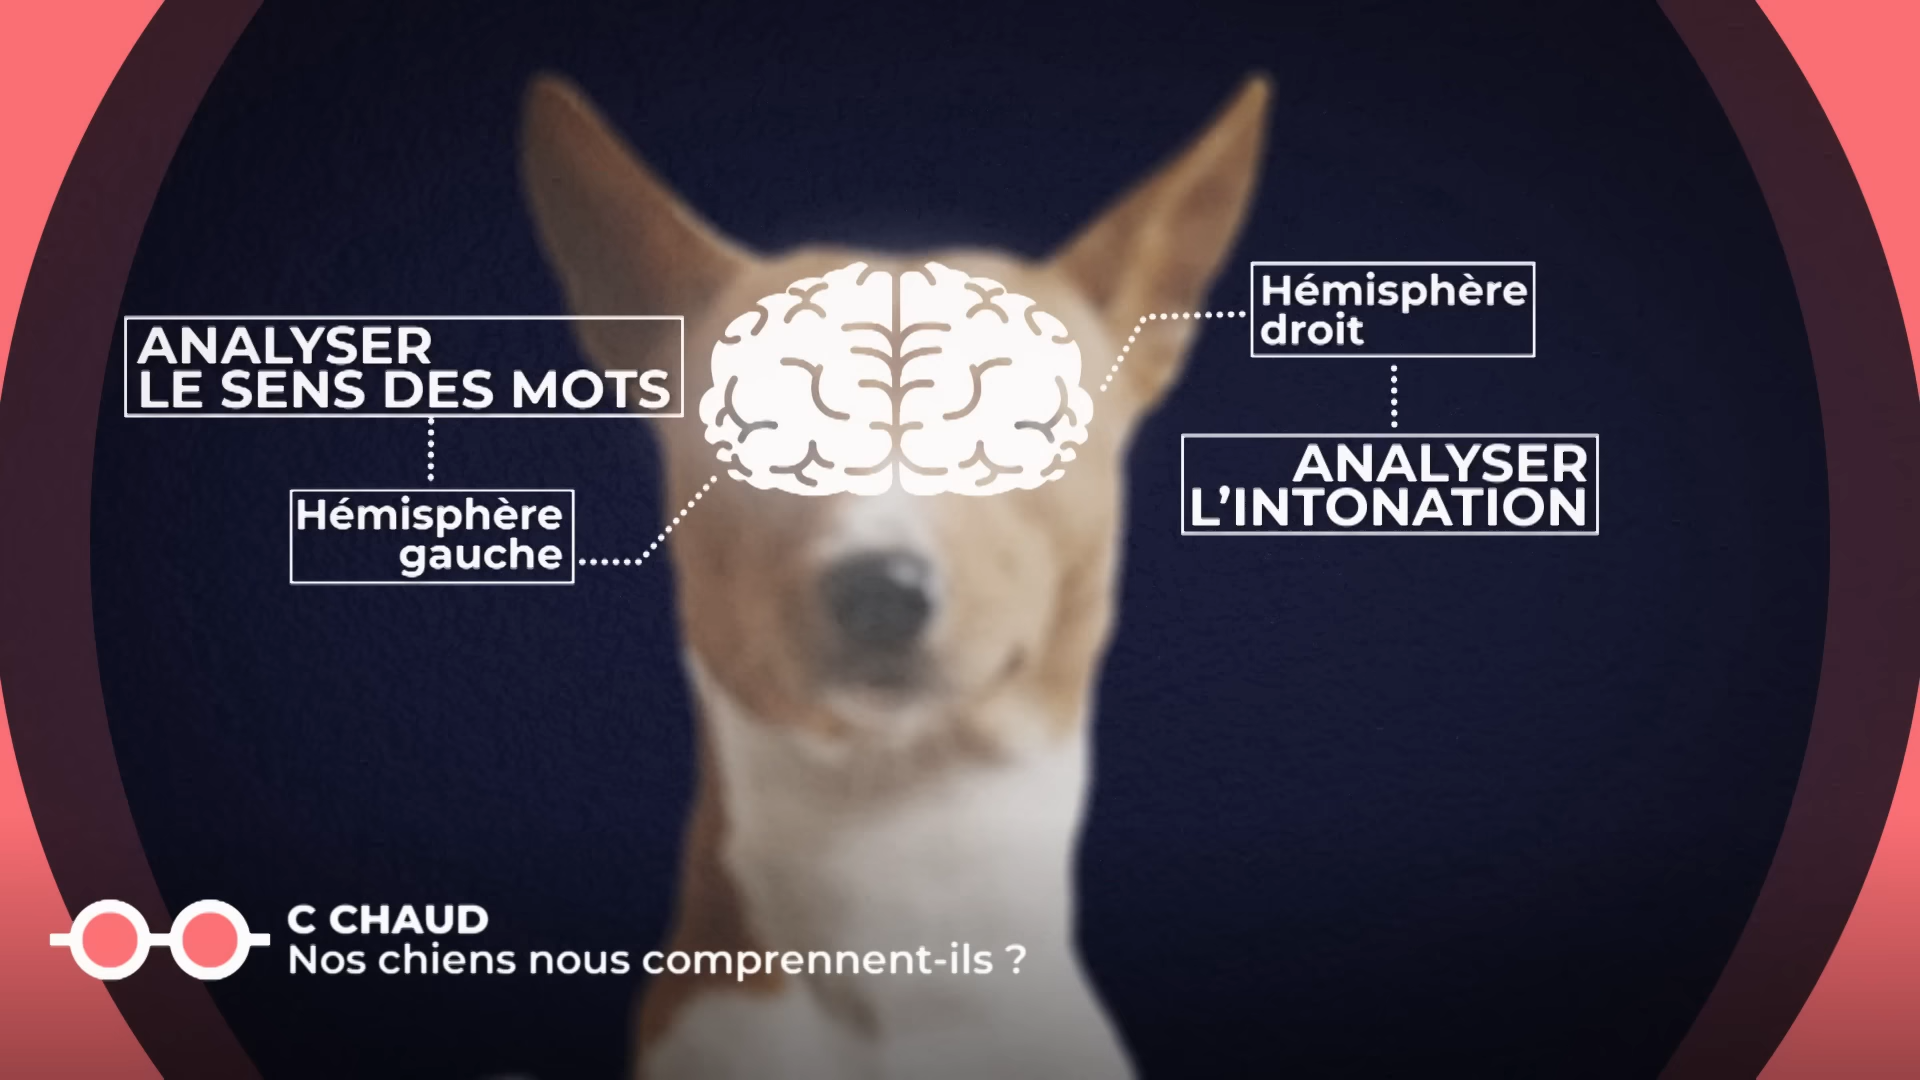 ANALYSER
LE SENS DES MOTS
Hémisphère
gauche
Hémisphère
droit
ANALYSER
L’INTONATION
C CHAUD
Nos chiens nous comprennent-ils ?